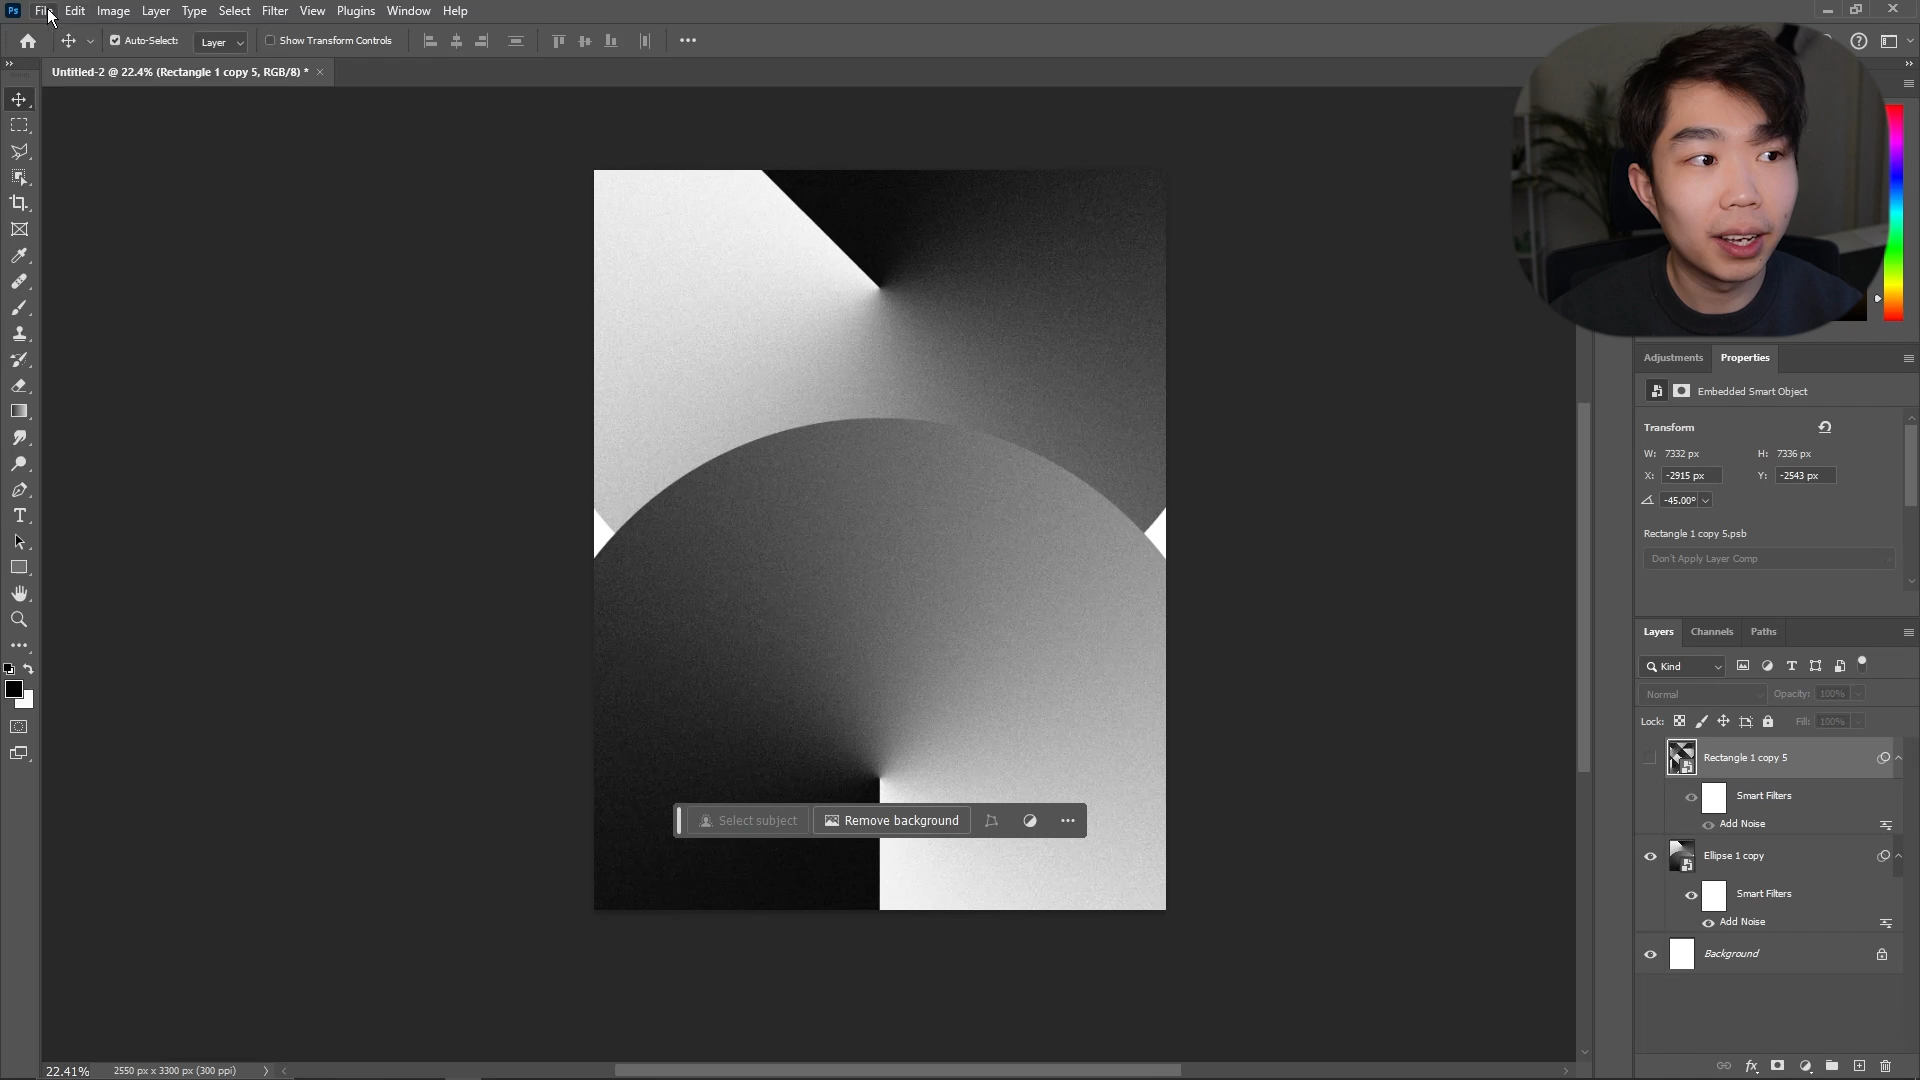 Ps File Edit Image Layer Type Select Filter View Plugins Window Help
Auto-Select: Layer Show Transform Controls
Untitled-2 @ 22.4% (Rectangle 1 copy 5, RGB/8) *
Adjustments Properties
Embedded Smart Object
Transform
W: 7332 px H: 7336 px
X: -2915 px Y: -2543 px
-45.00°
Rectangle 1 copy 5.psb
Don't Apply Layer Comp
Layers Channels Paths
Kind
Normal Opacity: 100%
Lock: Fill: 100%
Rectangle 1 copy 5
Smart Filters
Add Noise
Select subject Remove background
Ellipse 1 copy
Smart Filters
Add Noise
Background
22.41% 2550 px x 3300 px (300 ppi)